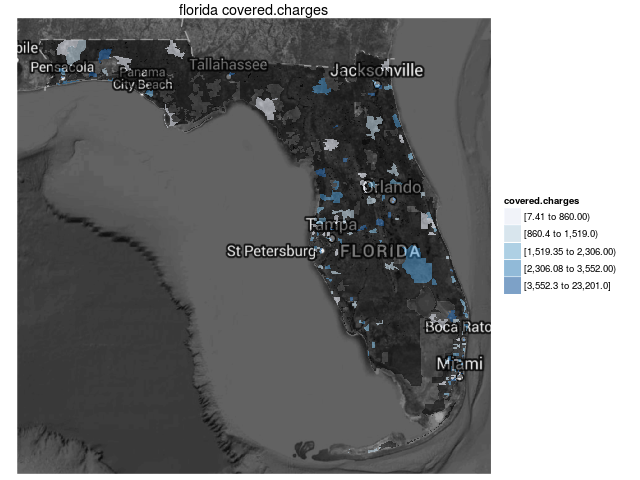 florida covered.charges
bile
Pensacola
Panama
City Beach
Tallahassee
Jacksonville
Orlando
Tampa
St Petersburg
FLORIDA
Boca Rato
Miami
covered.charges
[7.41 to 860.00)
[860.4 to 1,519.0)
[1,519.35 to 2,306.00)
[2,306.08 to 3,552.00)
[3,552.3 to 23,201.0]